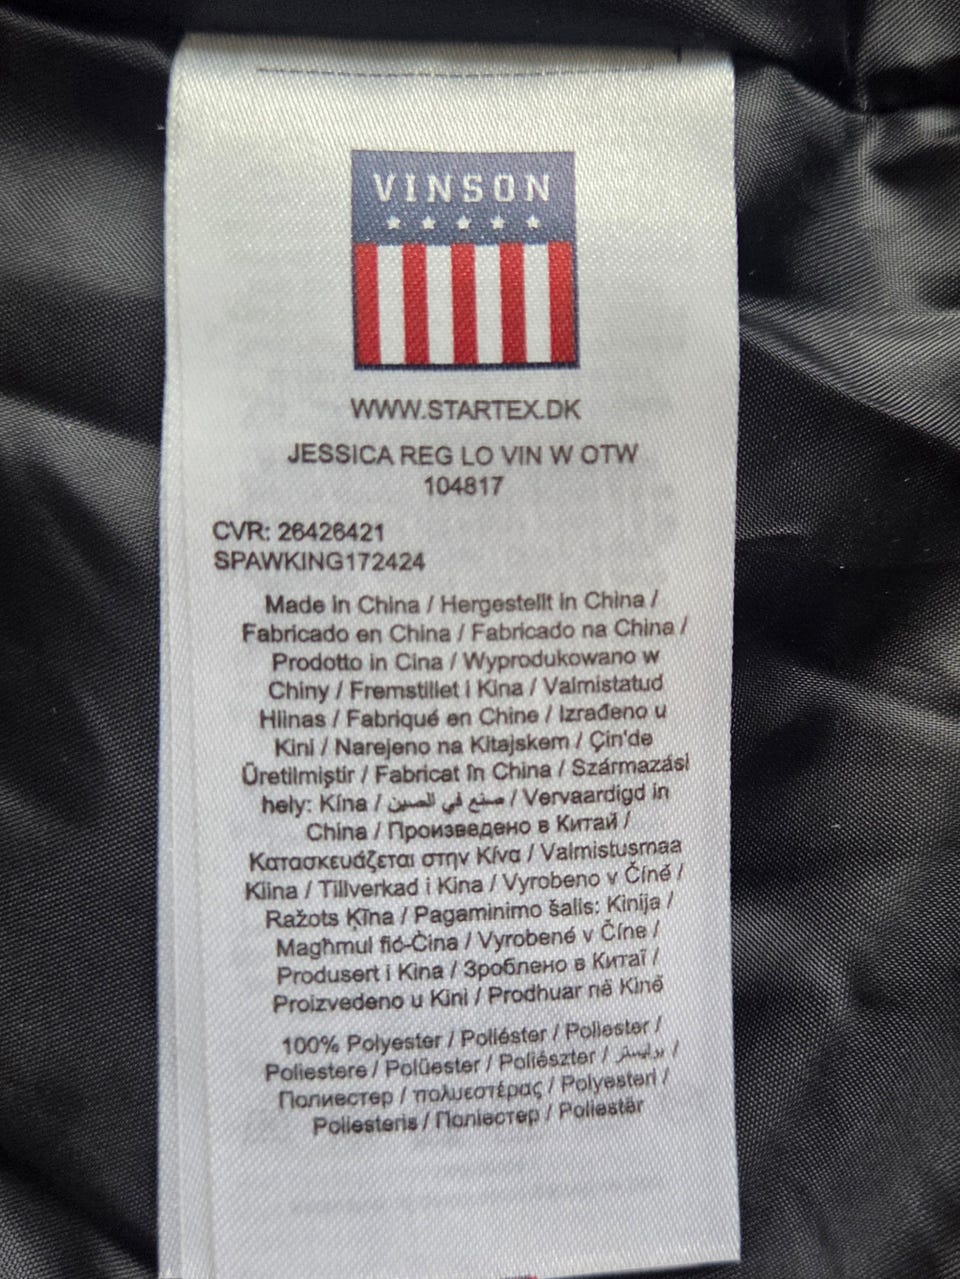 VINSON
WWW.STARTEX.DK
JESSICA REG LO VIN W OTW
104817
CVR: 26426421
SPAWKING172424
Made in China / Hergestellt in China /
Fabricado en China / Fabricado na China /
Prodotto in Cina / Wyprodukowano w
Chiny / Fremstillet i Kina / Valmistatud
Hiinas / Fabriqué en Chine / Izrađeno u
Kini / Narejeno na Kitajskem / Çin'de
Üretilmiştir / Fabricat în China / Származási
hely: Kína / صنع في الصين / Vervaardigd in
China / Произведено в Китай /
Κατασκευάζεται στην Κίνα / Valmistusmaa
Kiina / Tillverkad i Kina / Vyrobeno v Číně /
Ražots Ķīna / Pagaminimo šalis: Kinija /
Magħmul fiċ-Ċina / Vyrobené v Číne /
Produsert i Kina / Зроблено в Китаї /
Proizvedeno u Kini / Prodhuar në Kinë
100% Polyester / Poliéster / Poliester /
Poliestere / Polüester / Poliészter / بوليستر /
Полиестер / πολυεστέρας / Polyesteri /
Poliesteris / Поліестер / Poliestër